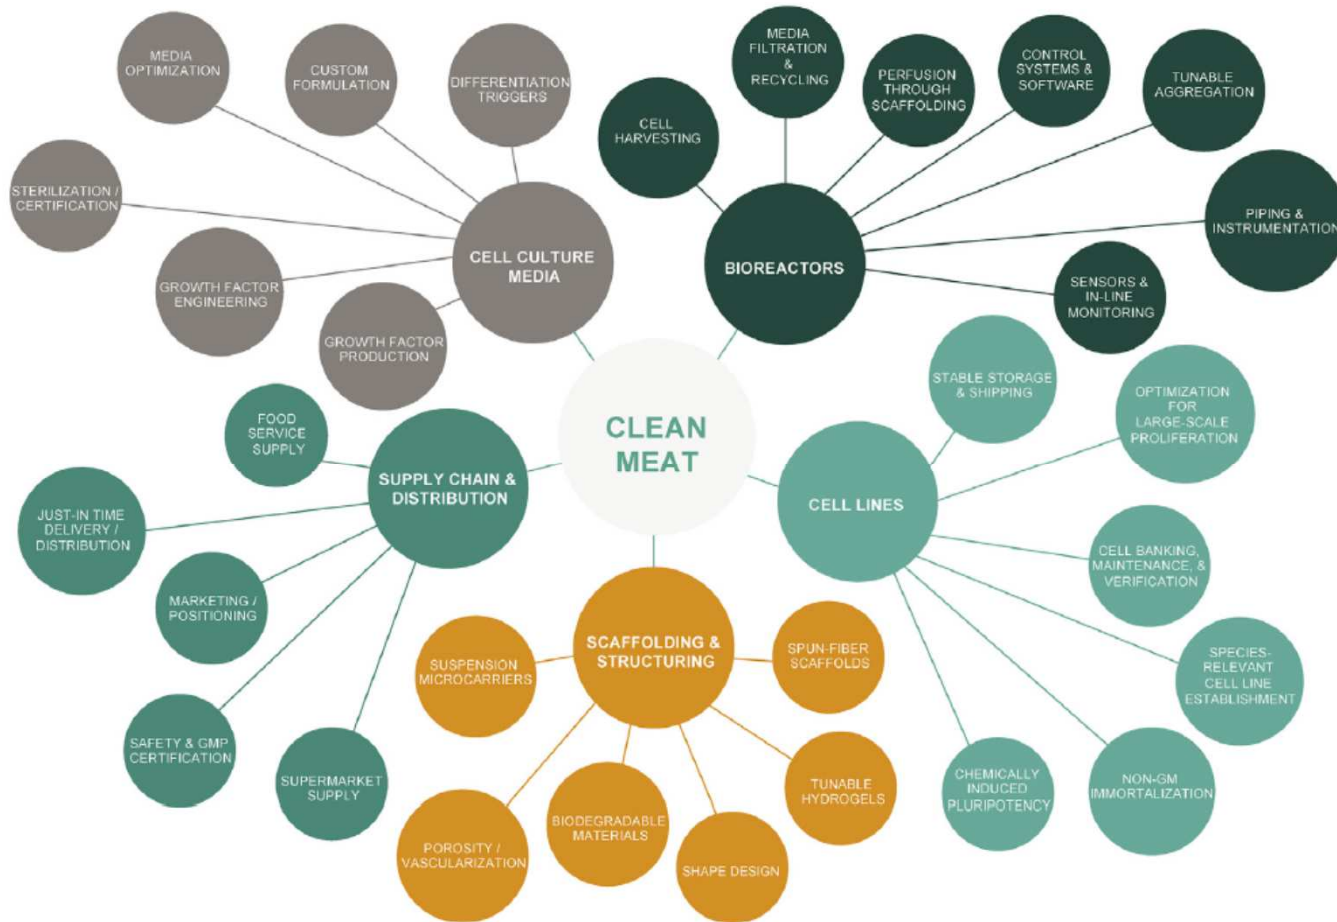 MEDIA
OPTIMIZATION
CUSTOM
FORMULATION
DIFFERENTIATION
TRIGGERS
STERILIZATION /
CERTIFICATION
GROWTH FACTOR
ENGINEERING
GROWTH FACTOR
PRODUCTION
CELL CULTURE
MEDIA
CELL
HARVESTING
MEDIA
FILTRATION
&
RECYCLING
PERFUSION
THROUGH
SCAFFOLDING
CONTROL
SYSTEMS &
SOFTWARE
TUNABLE
AGGREGATION
PIPING &
INSTRUMENTATION
SENSORS &
IN-LINE
MONITORING
BIOREACTORS
CLEAN
MEAT
FOOD
SERVICE
SUPPLY
JUST-IN TIME
DELIVERY /
DISTRIBUTION
MARKETING /
POSITIONING
SAFETY & GMP
CERTIFICATION
SUPERMARKET
SUPPLY
SUPPLY CHAIN &
DISTRIBUTION
STABLE STORAGE
& SHIPPING
OPTIMIZATION
FOR
LARGE-SCALE
PROLIFERATION
CELL BANKING,
MAINTENANCE, &
VERIFICATION
SPECIES-
RELEVANT
CELL LINE
ESTABLISHMENT
NON-GM
IMMORTALIZATION
CHEMICALLY
INDUCED
PLURIPOTENCY
CELL LINES
SCAFFOLDING &
STRUCTURING
SUSPENSION
MICROCARRIERS
POROSITY /
VASCULARIZATION
BIODEGRADABLE
MATERIALS
SHAPE DESIGN
TUNABLE
HYDROGELS
SPUN-FIBER
SCAFFOLDS